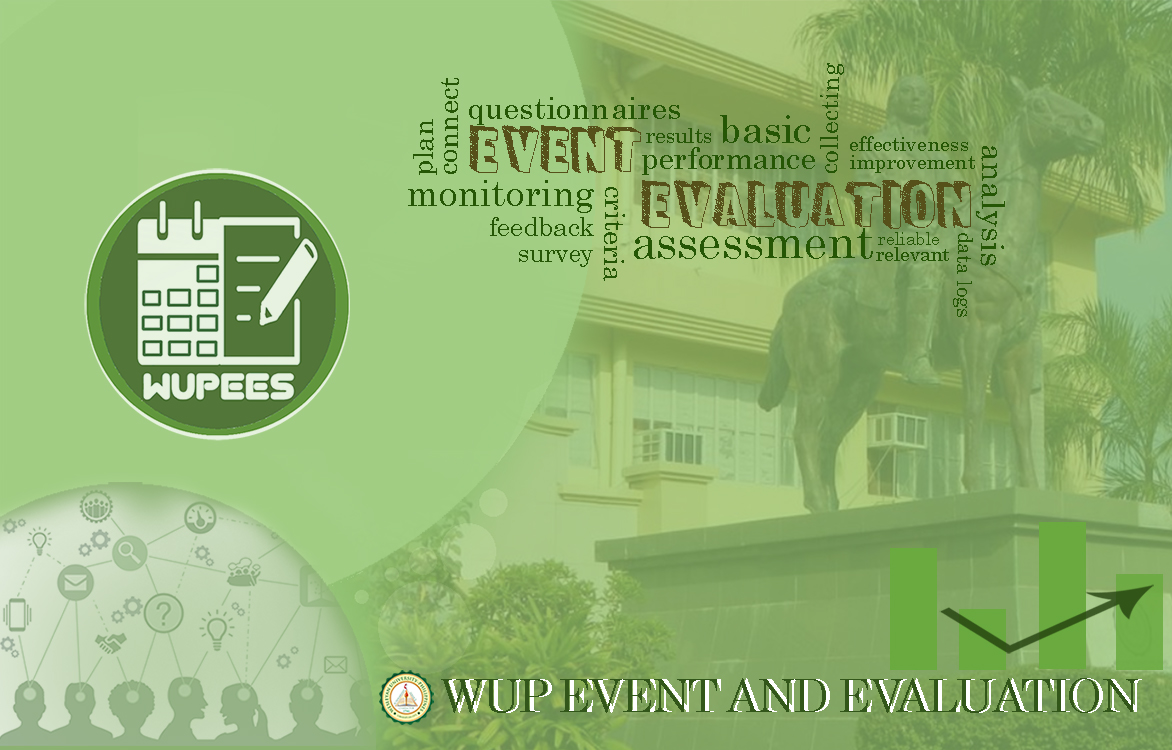 plan
connect
questionnaires
collecting
EVENT
results
basic
performance
effectiveness
improvement
analysis
monitoring
criteria
EVALUATION
feedback
survey
assessment
reliable
relevant
data logs
WUPEES
?
WUP EVENT AND EVALUATION